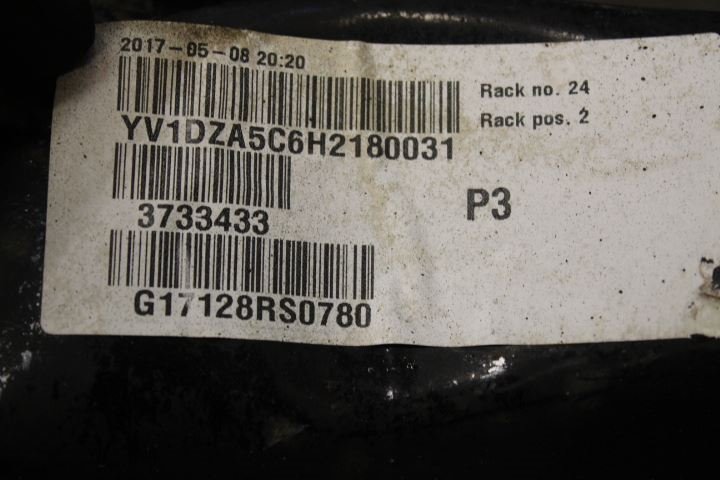 2017-05-08 20:20
Rack no. 24
YV1DZA5C6H2180031
Rack pos. 2
3733433
P3
G17128RS0780